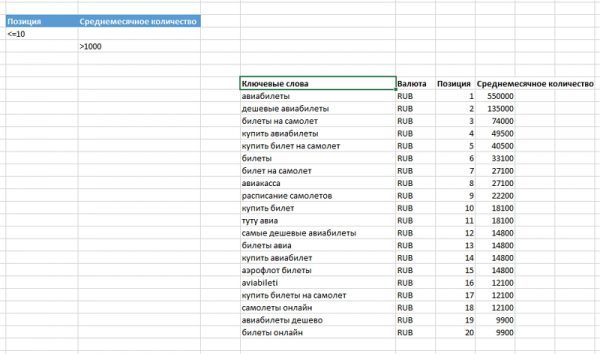 Позиция Среднемесячное количество
<=10
>1000
Ключевые слова Валюта Позиция Среднемесячное количество
авиабилеты RUB 1 550000
дешевые авиабилеты RUB 2 135000
билеты на самолет RUB 3 74000
купить авиабилеты RUB 4 49500
купить билет на самолет RUB 5 40500
билеты RUB 6 33100
билет на самолет RUB 7 27100
авиакасса RUB 8 27100
расписание самолетов RUB 9 22200
купить билет RUB 10 18100
туту авиа RUB 11 18100
самые дешевые авиабилеты RUB 12 14800
билеты авиа RUB 13 14800
купить авиабилет RUB 14 14800
аэрофлот билеты RUB 15 14800
aviabileti RUB 16 12100
купить билеты на самолет RUB 17 12100
самолеты онлайн RUB 18 12100
авиабилеты дешево RUB 19 9900
билеты онлайн RUB 20 9900